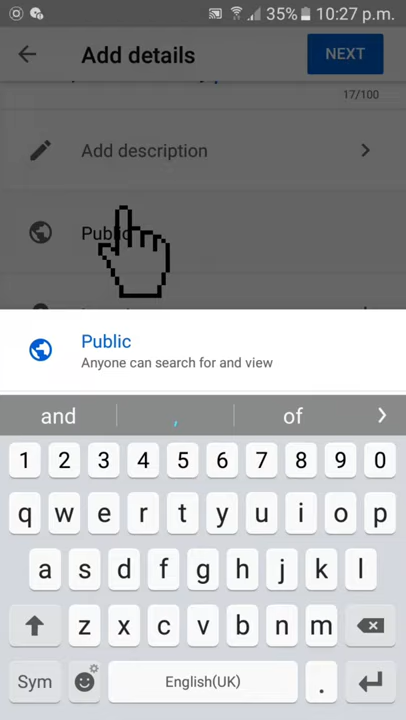 35% 10:27 p.m.
Add details NEXT
17/100
Add description
Public
Public
Anyone can search for and view
and , of
1 2 3 4 5 6 7 8 9 0
q w e r t y u i o p
a s d f g h j k l
z x c v b n m
Sym English(UK) .